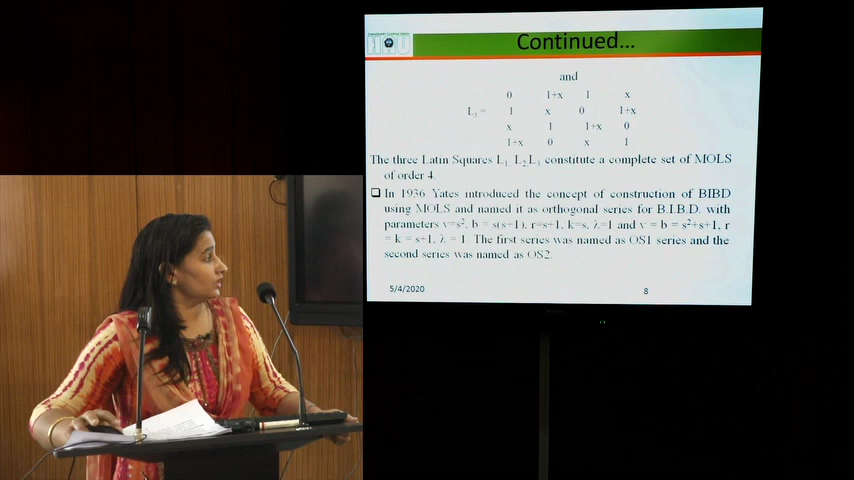 Continued...
and
0 1+x 1 x
L3 = 1 x 0 1+x
x 1 1+x 0
1+x 0 x 1
The three Latin Squares L1 L2,L3 constitute a complete set of MOLS
of order 4.
In 1936 Yates introduced the concept of construction of BIBD
using MOLS and named it as orthogonal series for B.I.B.D. with
parameters v=s², b = s(s+1), r=s+1, k=s, λ=1 and v = b = s²+s+1, r
= k = s+1, λ = 1. The first series was named as OS1 series and the
second series was named as OS2.
5/4/2020 8